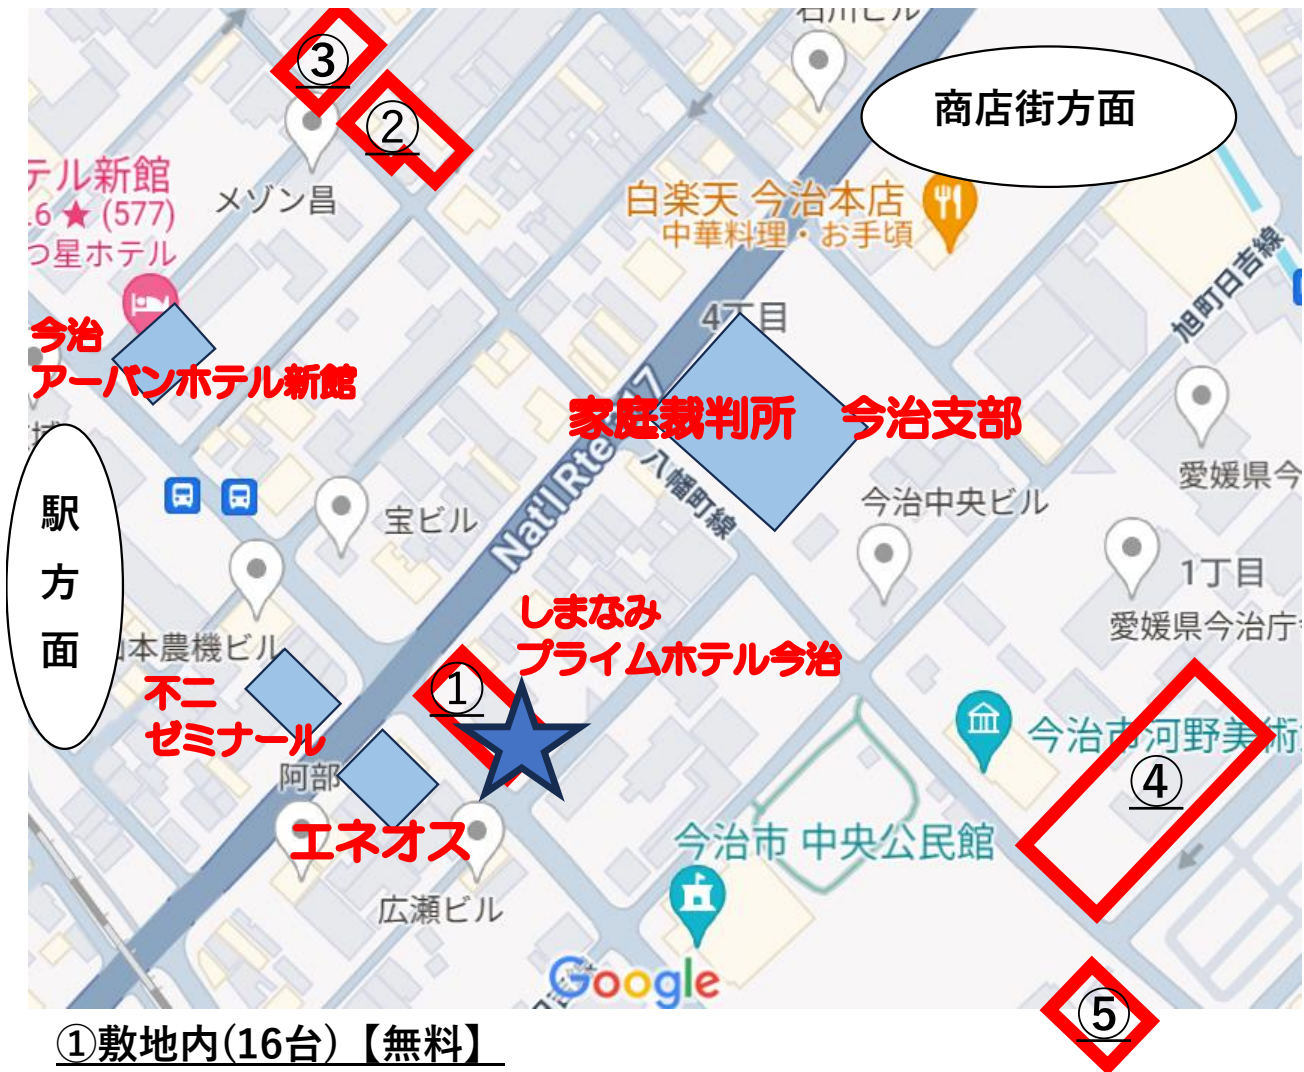 石川ビル
③
商店街方面
②
テル新館
.6 ★ (577)
つ星ホテル
メゾン昌
白楽天 今治本店
中華料理・お手頃
旭町日吉線
4丁目
今治
アーバンホテル新館
家庭裁判所 今治支部
Nat'l Rte
八幡町線
愛媛県今
駅方面
宝ビル
今治中央ビル
1丁目
愛媛県今治庁
しまなみ
プライムホテル今治
本農機ビル
①
不二
ゼミナール
今治市河野美術
阿部
④
エネオス
今治市 中央公民館
広瀬ビル
Google
⑤
①敷地内(16台)【無料】